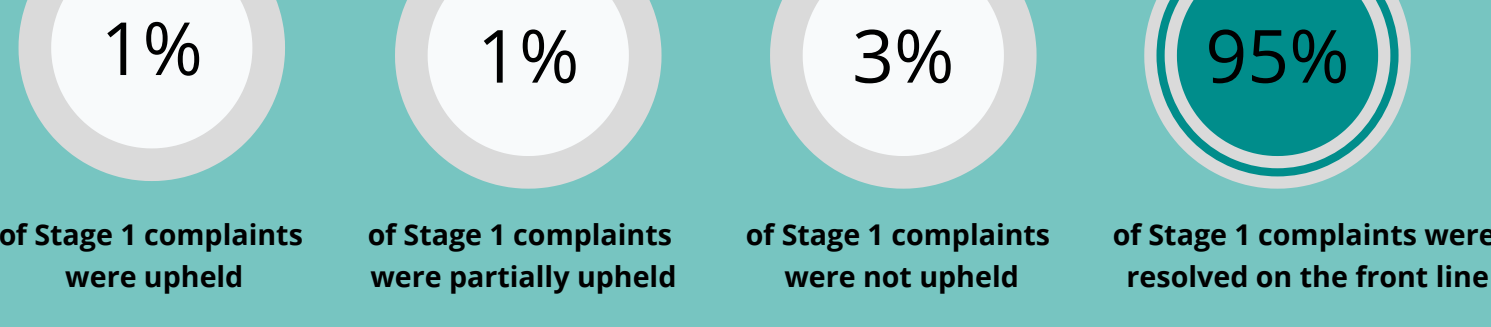 1%
of Stage 1 complaints
were upheld
1%
of Stage 1 complaints
were partially upheld
3%
of Stage 1 complaints
were not upheld
95%
of Stage 1 complaints were
resolved on the front line